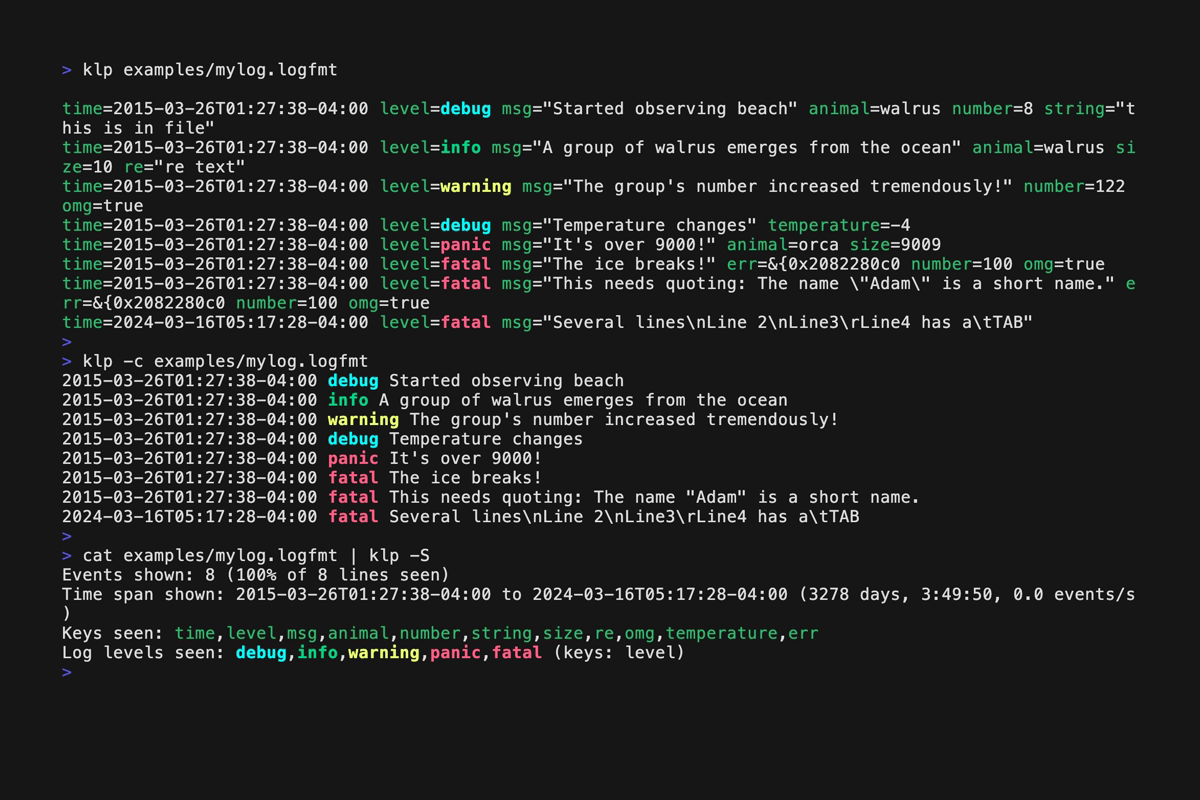 > klp examples/mylog.logfmt
time=2015-03-26T01:27:38-04:00 level=debug msg="Started observing beach" animal=walrus number=8 string="t
his is in file"
time=2015-03-26T01:27:38-04:00 level=info msg="A group of walrus emerges from the ocean" animal=walrus si
ze=10 re="re text"
time=2015-03-26T01:27:38-04:00 level=warning msg="The group's number increased tremendously!" number=122
omg=true
time=2015-03-26T01:27:38-04:00 level=debug msg="Temperature changes" temperature=-4
time=2015-03-26T01:27:38-04:00 level=panic msg="It's over 9000!" animal=orca size=9009
time=2015-03-26T01:27:38-04:00 level=fatal msg="The ice breaks!" err=&{0x2082280c0 number=100 omg=true
time=2015-03-26T01:27:38-04:00 level=fatal msg="This needs quoting: The name \"Adam\" is a short name." e
rr=&{0x2082280c0 number=100 omg=true
time=2024-03-16T05:17:28-04:00 level=fatal msg="Several lines\nLine 2\nLine3\rLine4 has a\tTAB"
>
> klp -c examples/mylog.logfmt
2015-03-26T01:27:38-04:00 debug Started observing beach
2015-03-26T01:27:38-04:00 info A group of walrus emerges from the ocean
2015-03-26T01:27:38-04:00 warning The group's number increased tremendously!
2015-03-26T01:27:38-04:00 debug Temperature changes
2015-03-26T01:27:38-04:00 panic It's over 9000!
2015-03-26T01:27:38-04:00 fatal The ice breaks!
2015-03-26T01:27:38-04:00 fatal This needs quoting: The name "Adam" is a short name.
2024-03-16T05:17:28-04:00 fatal Several lines\nLine 2\nLine3\rLine4 has a\tTAB
>
> cat examples/mylog.logfmt | klp -S
Events shown: 8 (100% of 8 lines seen)
Time span shown: 2015-03-26T01:27:38-04:00 to 2024-03-16T05:17:28-04:00 (3278 days, 3:49:50, 0.0 events/s
)
Keys seen: time,level,msg,animal,number,string,size,re,omg,temperature,err
Log levels seen: debug,info,warning,panic,fatal (keys: level)
>